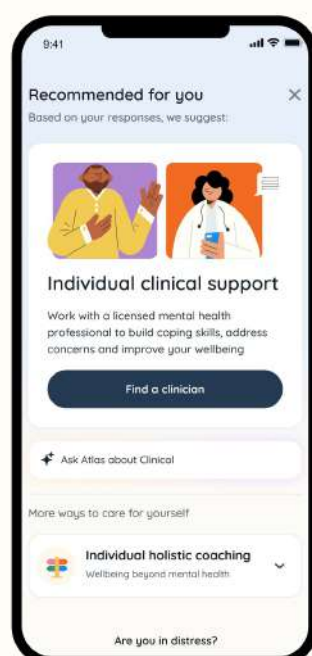 9:41
Recommended for you
Based on your responses, we suggest:
Individual clinical support
Work with a licensed mental health
professional to build coping skills, address
concerns and improve your wellbeing
Find a clinician
Ask Atlas about Clinical
More ways to care for yourself
Individual holistic coaching
Wellbeing beyond mental health
Are you in distress?